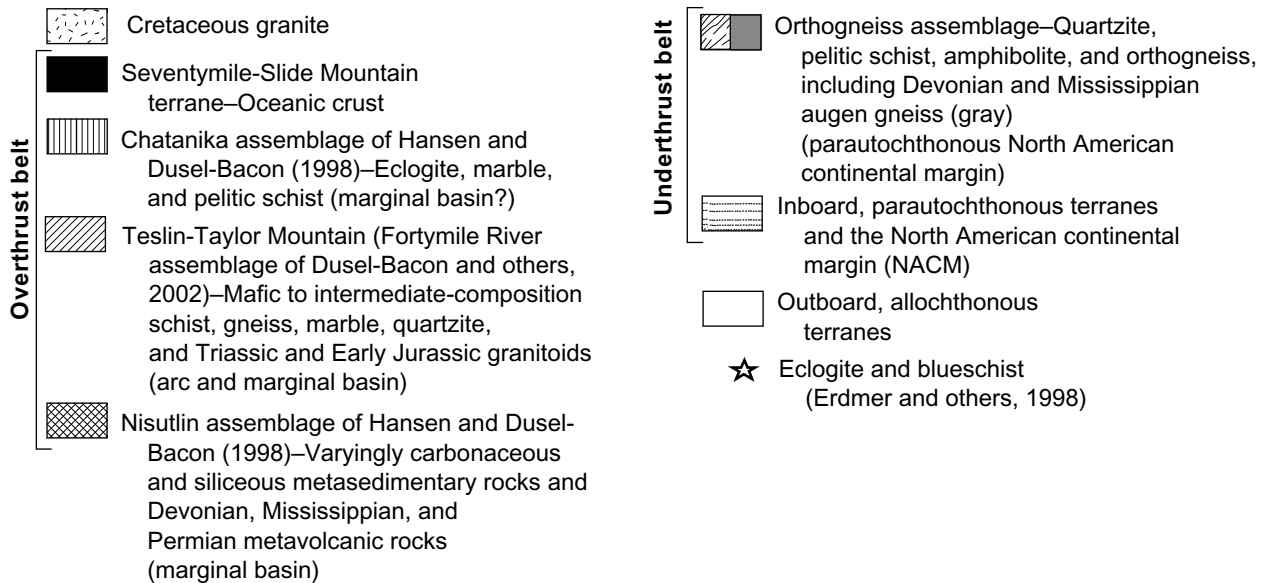 Cretaceous granite
Overthrust belt
Seventymile-Slide Mountain
terrane–Oceanic crust
Chatanika assemblage of Hansen and
Dusel-Bacon (1998)–Eclogite, marble,
and pelitic schist (marginal basin?)
Teslin-Taylor Mountain (Fortymile River
assemblage of Dusel-Bacon and others,
2002)–Mafic to intermediate-composition
schist, gneiss, marble, quartzite,
and Triassic and Early Jurassic granitoids
(arc and marginal basin)
Nisutlin assemblage of Hansen and Dusel-
Bacon (1998)–Varyingly carbonaceous
and siliceous metasedimentary rocks and
Devonian, Mississippian, and
Permian metavolcanic rocks
(marginal basin)
Underthrust belt
Orthogneiss assemblage–Quartzite,
pelitic schist, amphibolite, and orthogneiss,
including Devonian and Mississippian
augen gneiss (gray)
(parautochthonous North American
continental margin)
Inboard, parautochthonous terranes
and the North American continental
margin (NACM)
Outboard, allochthonous
terranes
Eclogite and blueschist
(Erdmer and others, 1998)